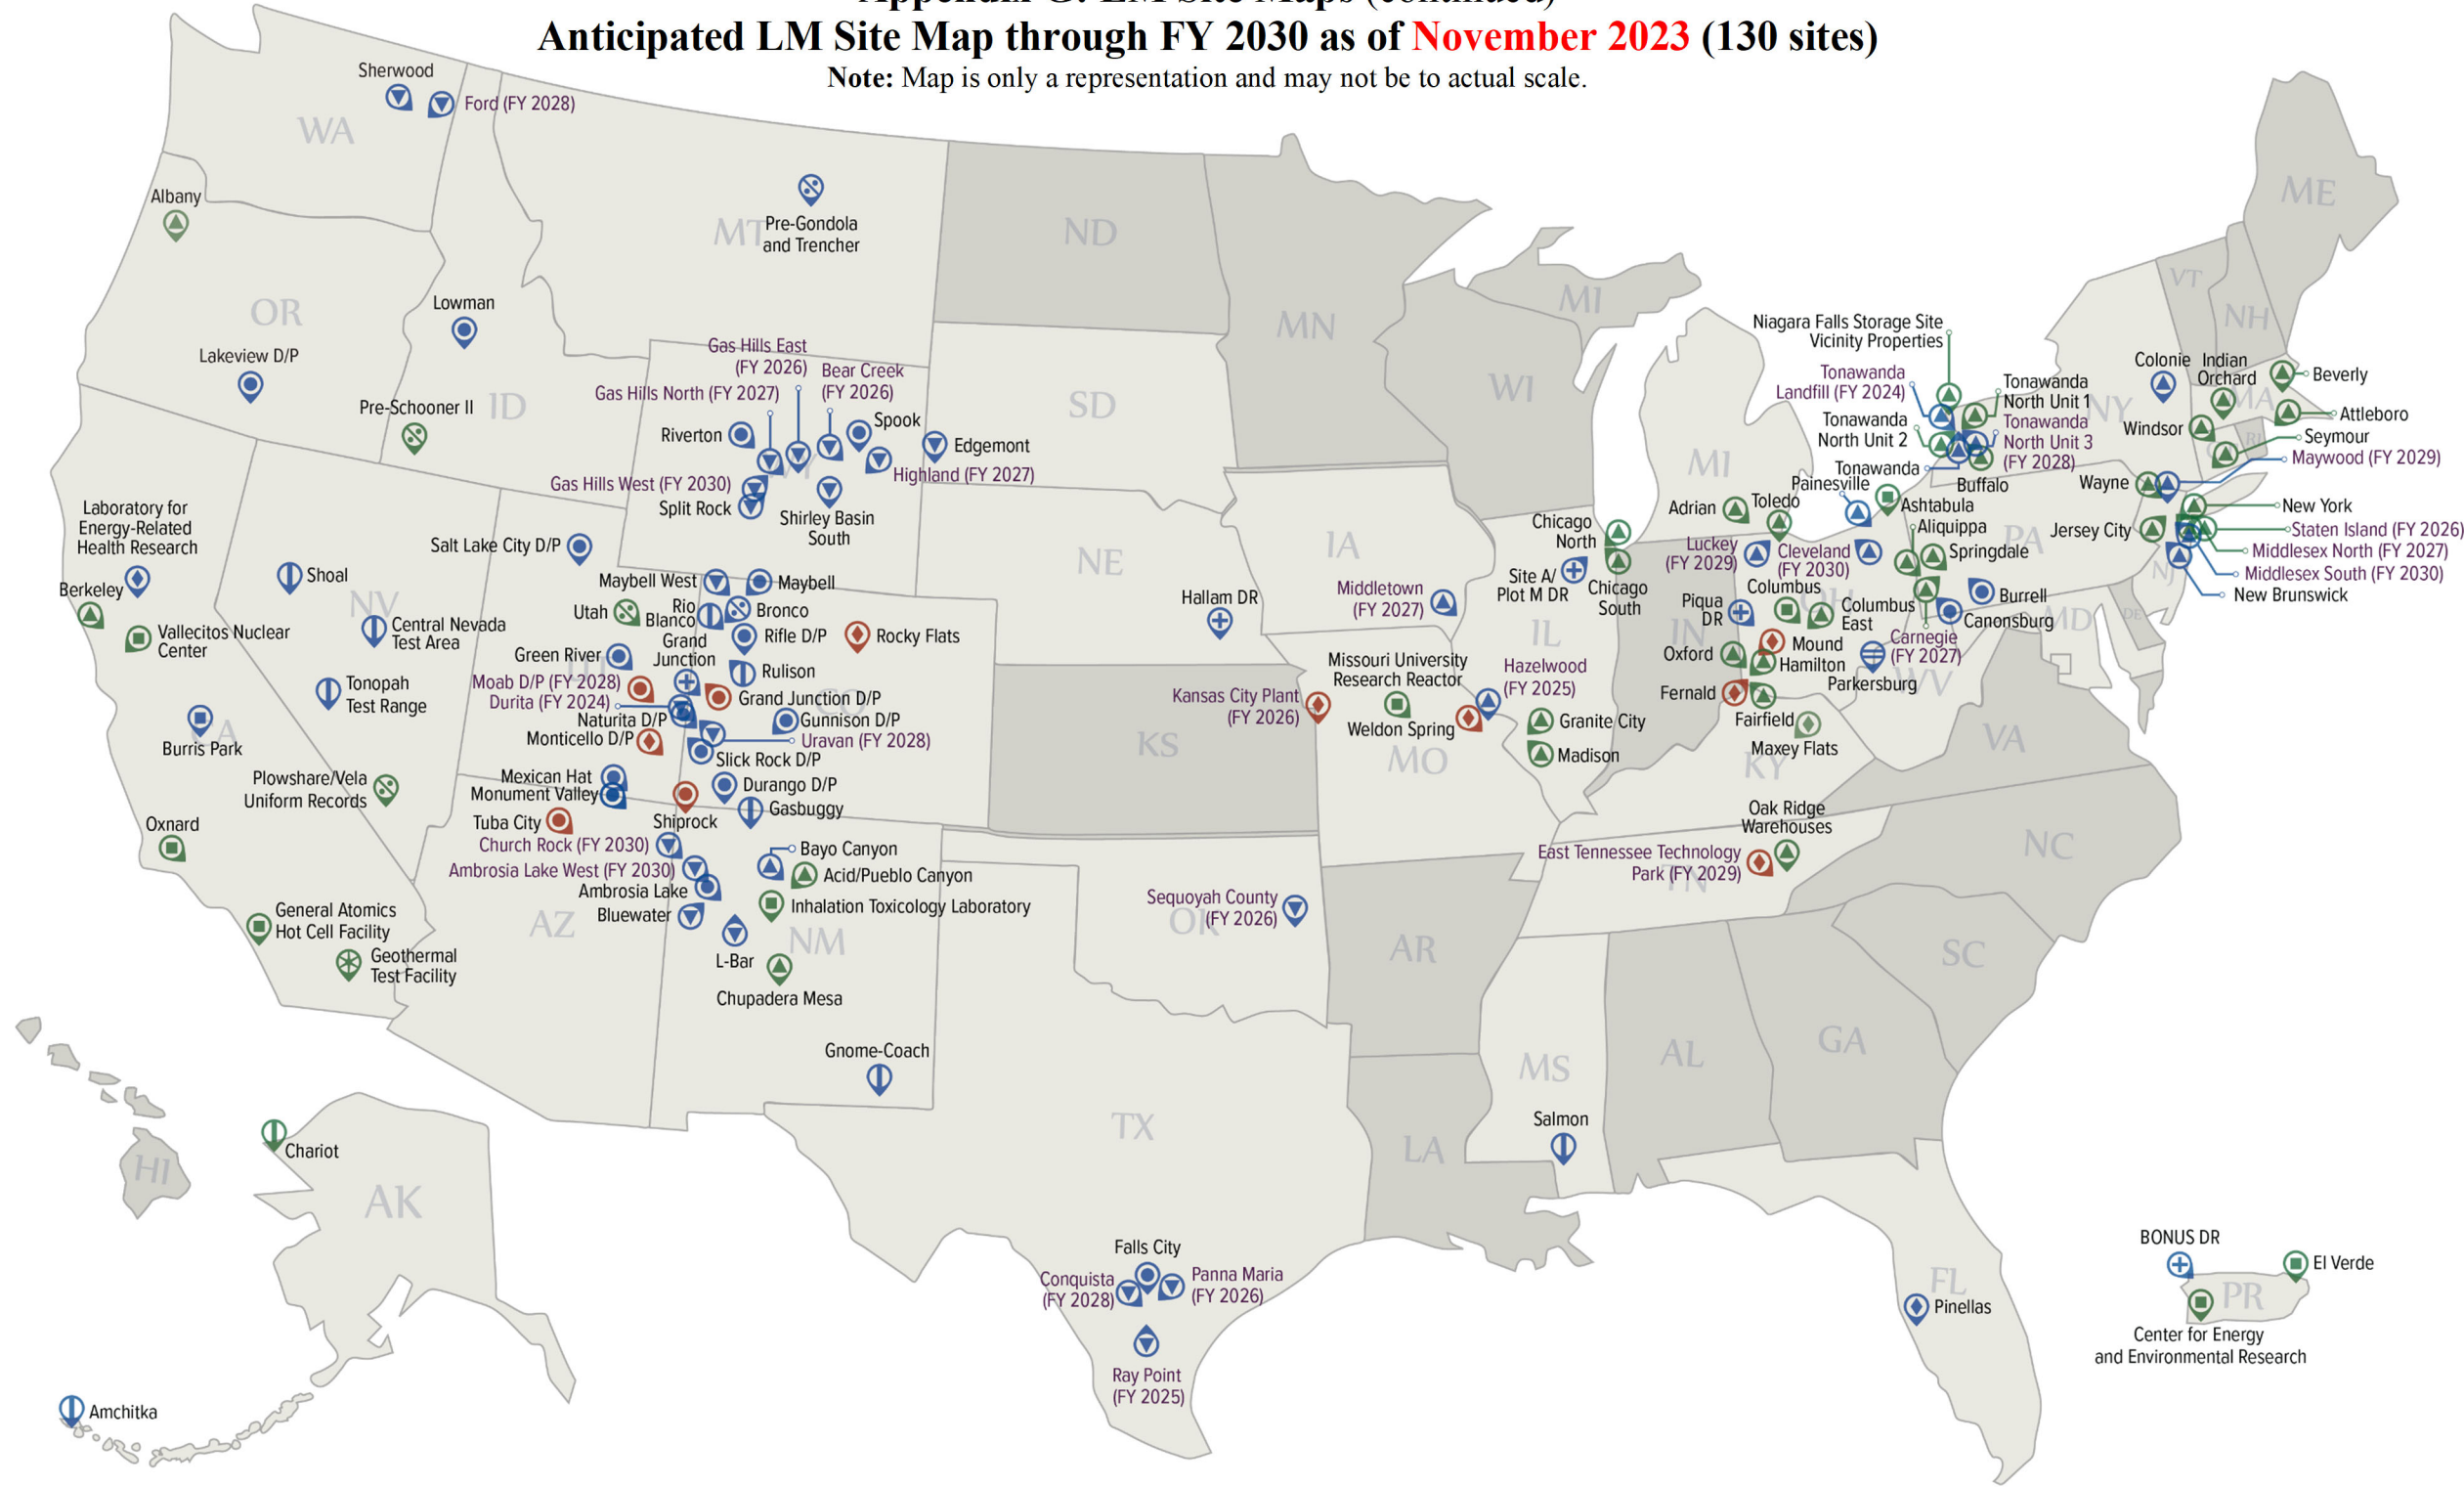 Appendix G: LM Site Maps (continued)
Anticipated LM Site Map through FY 2030 as of November 2023 (130 sites)
Note: Map is only a representation and may not be to actual scale.
Sherwood
Ford (FY 2028)
WA
Albany
OR
Lakeview D/P
Lowman
Pre-Schooner II
ID
MT
Pre-Gondola
and Trencher
ND
SD
MN
WI
MI
MI
NE
IA
KS
Gas Hills East
(FY 2026)
Bear Creek
(FY 2026)
Gas Hills North (FY 2027)
Riverton
Spook
Edgemont
Highland (FY 2027)
Gas Hills West (FY 2030)
Split Rock
Shirley Basin
South
WY
Laboratory for
Energy-Related
Health Research
Berkeley
Vallecitos Nuclear
Center
Burris Park
CA
Plowshare/Vela
Uniform Records
Oxnard
General Atomics
Hot Cell Facility
Geothermal
Test Facility
Shoal
NV
Central Nevada
Test Area
Tonopah
Test Range
Salt Lake City D/P
Maybell West
Maybell
Utah
Rio
Blanco
Bronco
Grand
Junction
Rifle D/P
Rocky Flats
Green River
Rulison
Moab D/P (FY 2028)
Durita (FY 2024)
Grand Junction D/P
CO
Naturita D/P
Gunnison D/P
Monticello D/P
Uravan (FY 2028)
Slick Rock D/P
Mexican Hat
Durango D/P
Monument Valley
Gasbuggy
Tuba City
Shiprock
Church Rock (FY 2030)
Bayo Canyon
Ambrosia Lake West (FY 2030)
Acid/Pueblo Canyon
Ambrosia Lake
Inhalation Toxicology Laboratory
Bluewater
AZ
NM
L-Bar
Chupadera Mesa
Gnome-Coach
Hallam DR
Middletown
(FY 2027)
Missouri University
Research Reactor
Hazelwood
(FY 2025)
Kansas City Plant
(FY 2026)
Weldon Spring
Granite City
Madison
MO
IL
IN
Chicago
North
Site A/
Plot M DR
Chicago
South
Sequoyah County
(FY 2026)
OK
AR
TX
LA
MS
AL
GA
SC
NC
VA
Salmon
Falls City
Conquista
(FY 2028)
Panna Maria
(FY 2026)
Ray Point
(FY 2025)
Niagara Falls Storage Site
Vicinity Properties
Tonawanda
Landfill (FY 2024)
Tonawanda
North Unit 1
Tonawanda
North Unit 2
Tonawanda
North Unit 3
(FY 2028)
Tonawanda
Buffalo
Painesville
Ashtabula
Adrian
Toledo
Aliquippa
Luckey
(FY 2029)
Cleveland
(FY 2030)
Springdale
PA
Columbus
OH
Piqua
DR
Columbus
East
Burrell
Canonsburg
Carnegie
(FY 2027)
Mound
Oxford
Hamilton
Parkersburg
WV
Fernald
Fairfield
Maxey Flats
KY
Oak Ridge
Warehouses
East Tennessee Technology
Park (FY 2029)
TN
ME
VT
NH
NY
MA
RI
Colonie
Indian
Orchard
Beverly
Attleboro
Windsor
Seymour
Maywood (FY 2029)
Wayne
New York
Jersey City
Staten Island (FY 2026)
Middlesex North (FY 2027)
Middlesex South (FY 2030)
New Brunswick
NJ
MD
DE
FL
Pinellas
BONUS DR
El Verde
PR
Center for Energy
and Environmental Research
HI
Chariot
AK
Amchitka